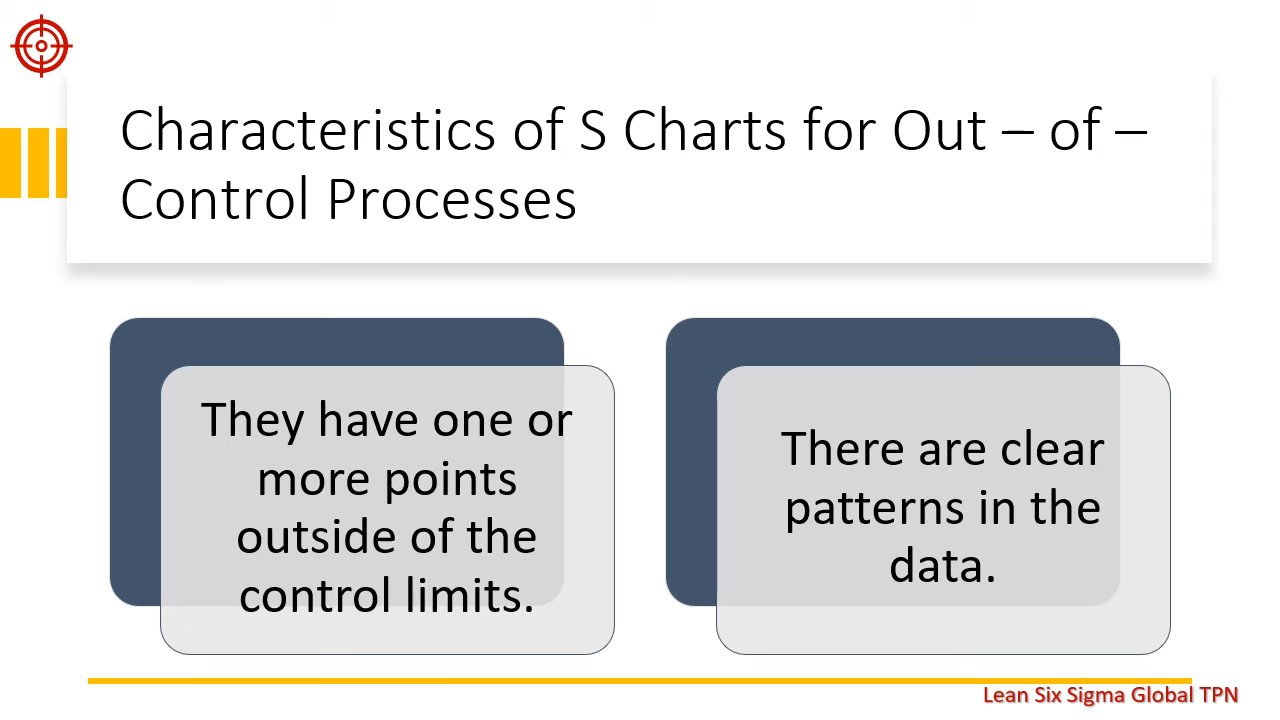 Characteristics of S Charts for Out – of –
Control Processes
They have one or
more points
outside of the
control limits.
There are clear
patterns in the
data.
Lean Six Sigma Global TPN